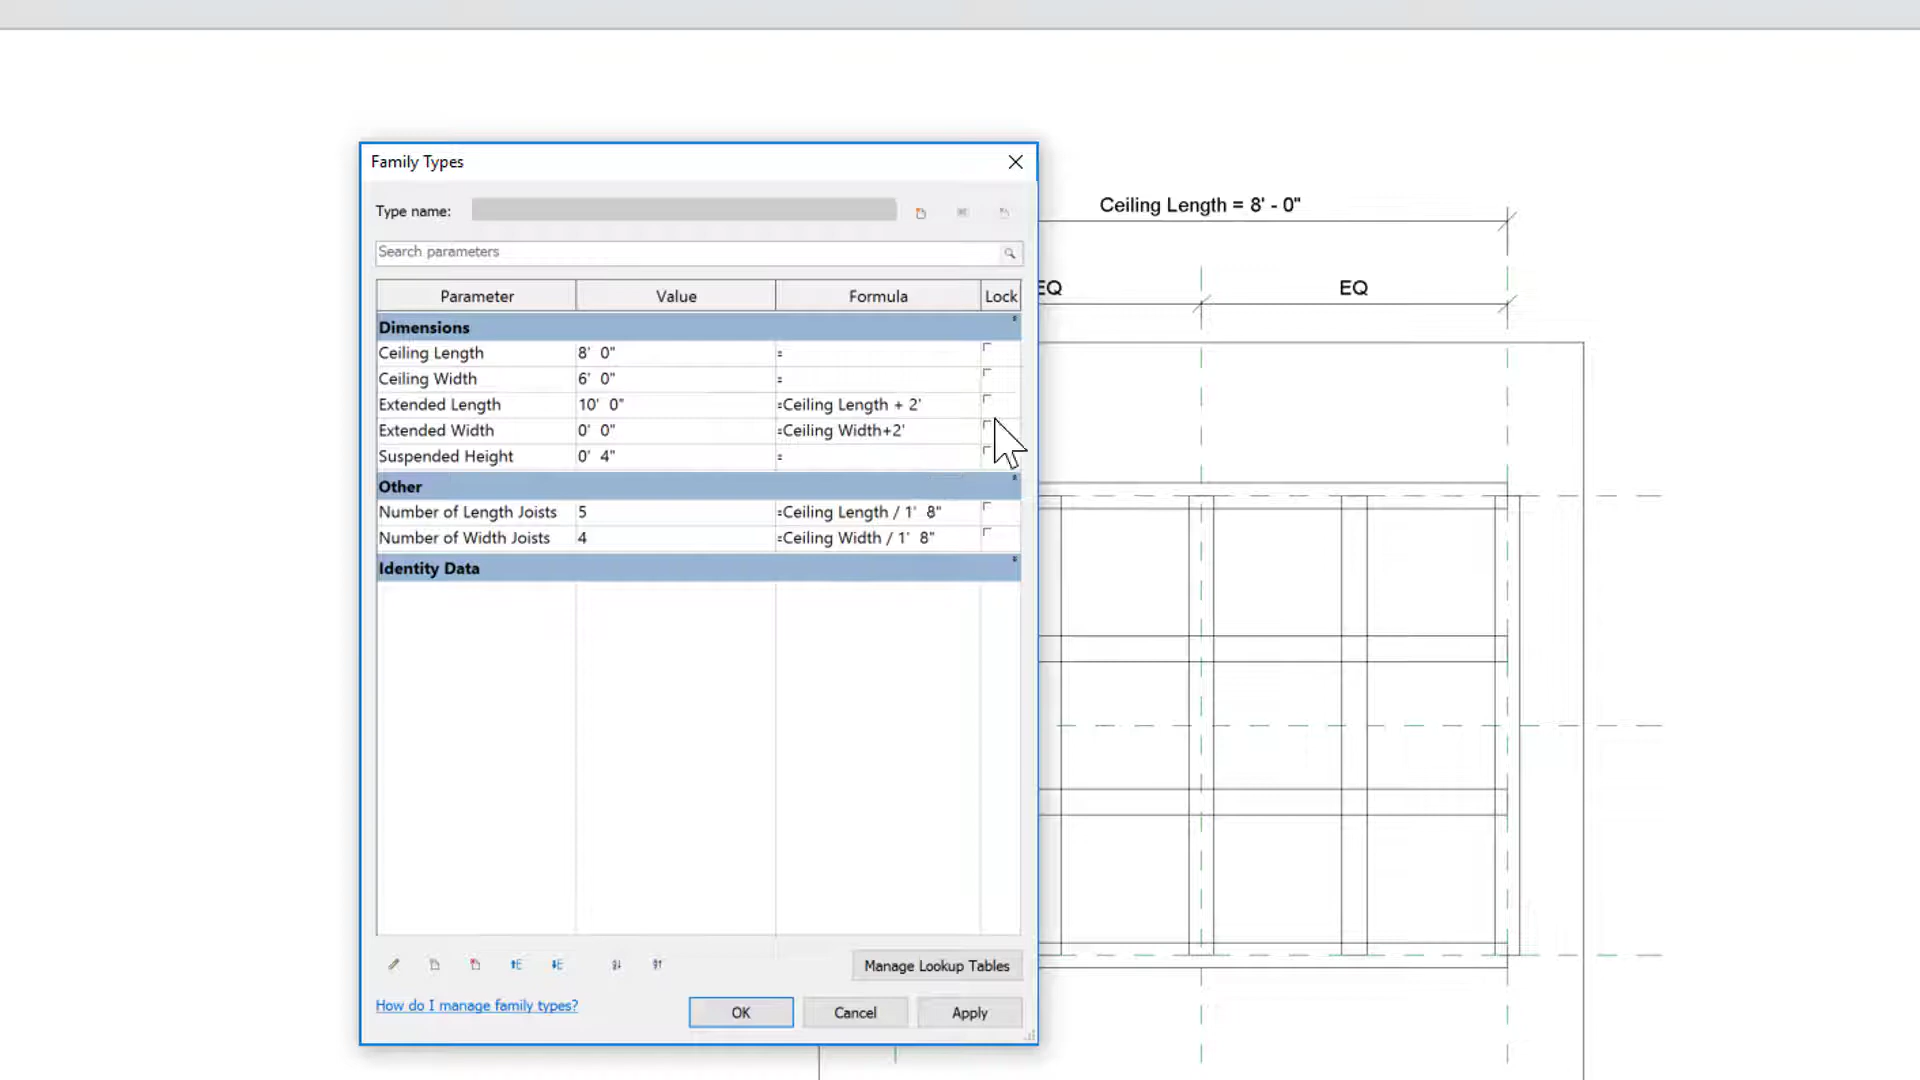 Family Types
Type name:
Search parameters
Parameter Value Formula Lock
Dimensions
Ceiling Length 8'  0" =
Ceiling Width 6'  0" =
Extended Length 10'  0" =Ceiling Length + 2'
Extended Width 0'  0" =Ceiling Width+2'
Suspended Height 0'  4" =
Other
Number of Length Joists 5 =Ceiling Length / 1'  8"
Number of Width Joists 4 =Ceiling Width / 1'  8"
Identity Data
Manage Lookup Tables
How do I manage family types?
OK Cancel Apply
Ceiling Length = 8' - 0"
EQ EQ